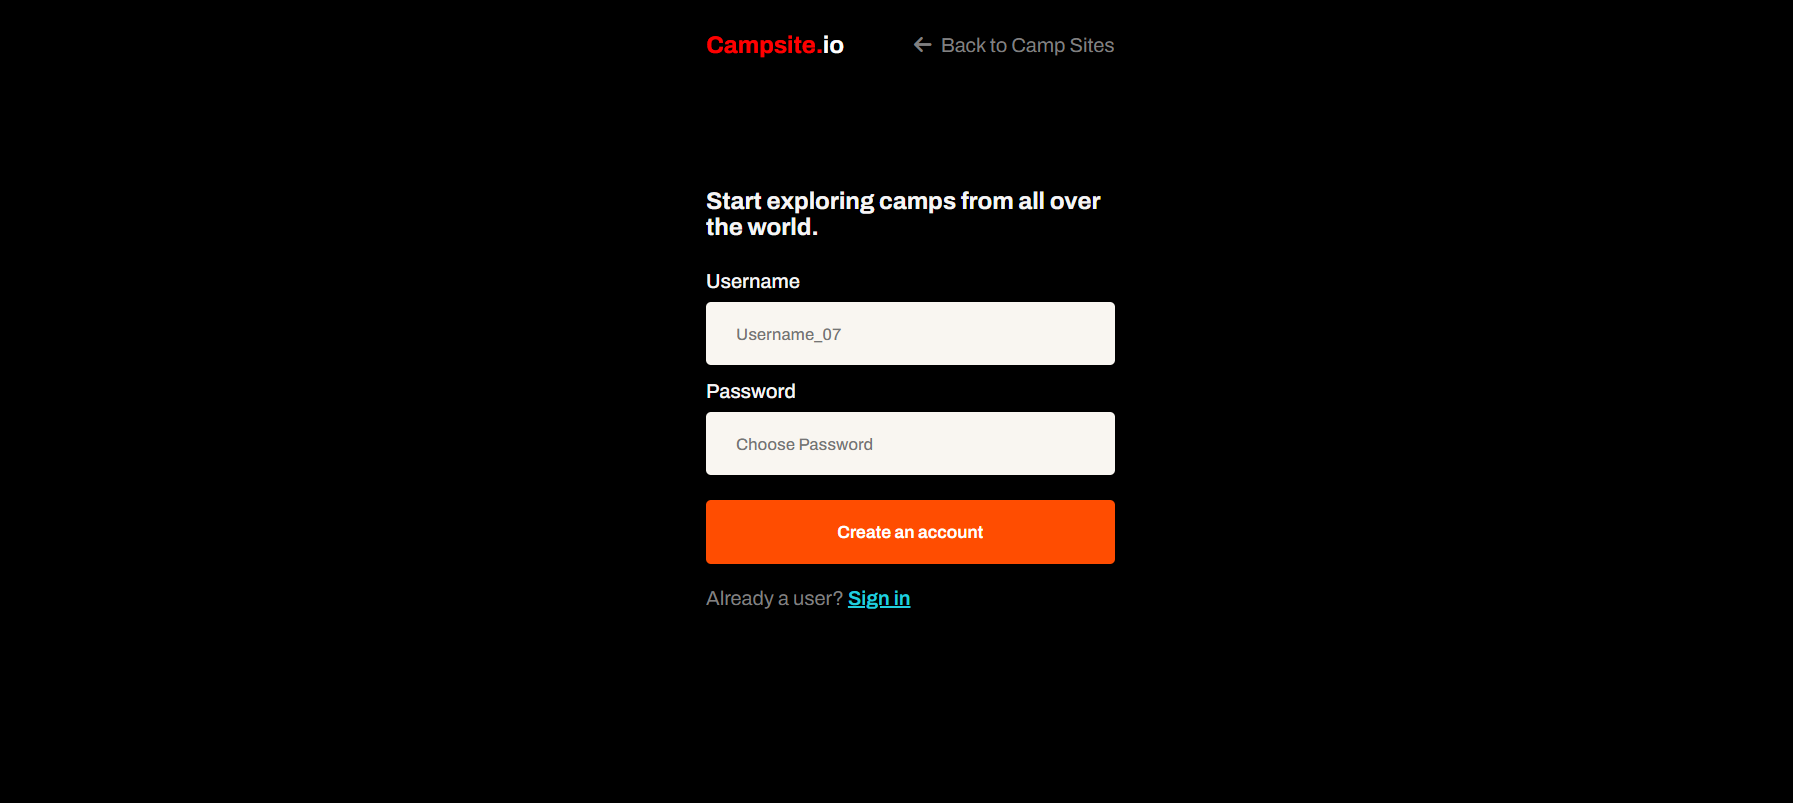 Campsite.io
Back to Camp Sites
Start exploring camps from all over
the world.
Username
Username_07
Password
Choose Password
Create an account
Already a user? Sign in